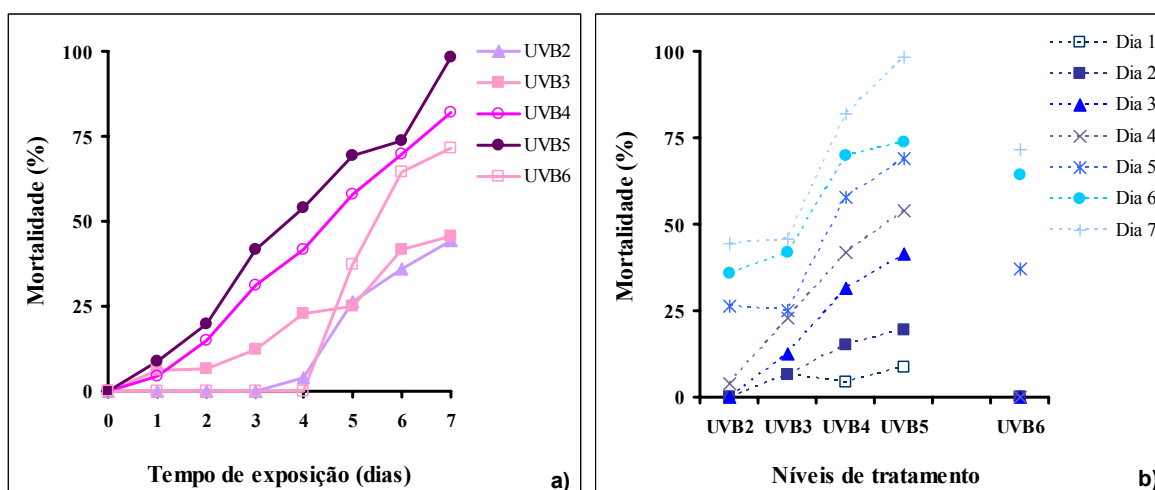 100
75
50
25
0
Mortalidade (%)
0 1 2 3 4 5 6 7
Tempo de exposição (dias)
UVB2
UVB3
UVB4
UVB5
UVB6
a)
100
75
50
25
0
Mortalidade (%)
UVB2 UVB3 UVB4 UVB5 UVB6
Níveis de tratamento
Dia 1
Dia 2
Dia 3
Dia 4
Dia 5
Dia 6
Dia 7
b)